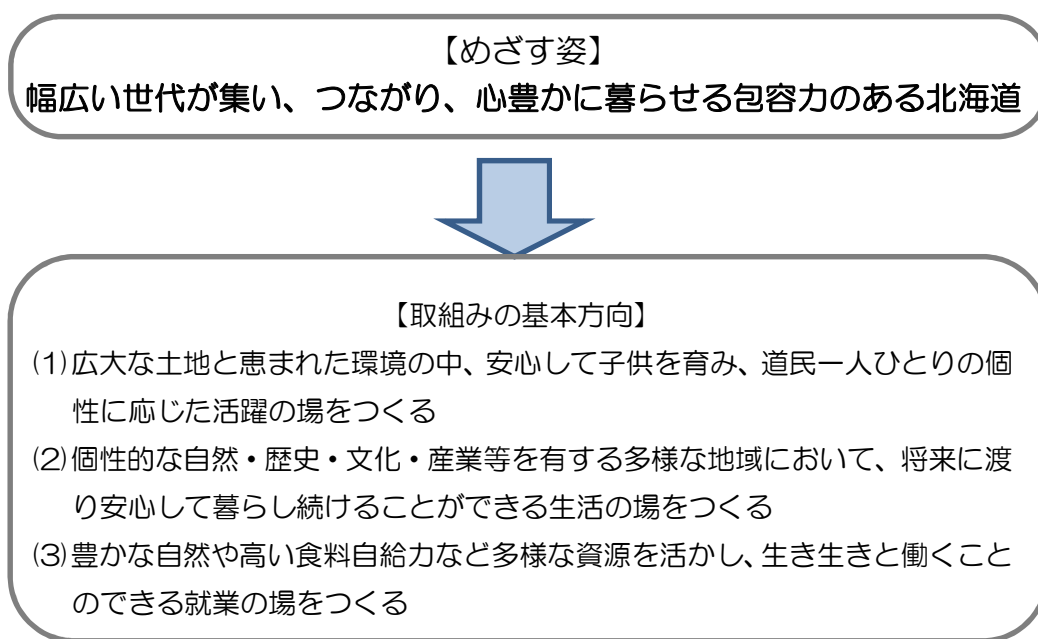 【めざす姿】
幅広い世代が集い、つながり、心豊かに暮らせる包容力のある北海道
【取組みの基本方向】
(1)広大な土地と恵まれた環境の中、安心して子供を育み、道民一人ひとりの個
性に応じた活躍の場をつくる
(2)個性的な自然・歴史・文化・産業等を有する多様な地域において、将来に渡
り安心して暮らし続けることができる生活の場をつくる
(3)豊かな自然や高い食料自給力など多様な資源を活かし、生き生きと働くこと
のできる就業の場をつくる